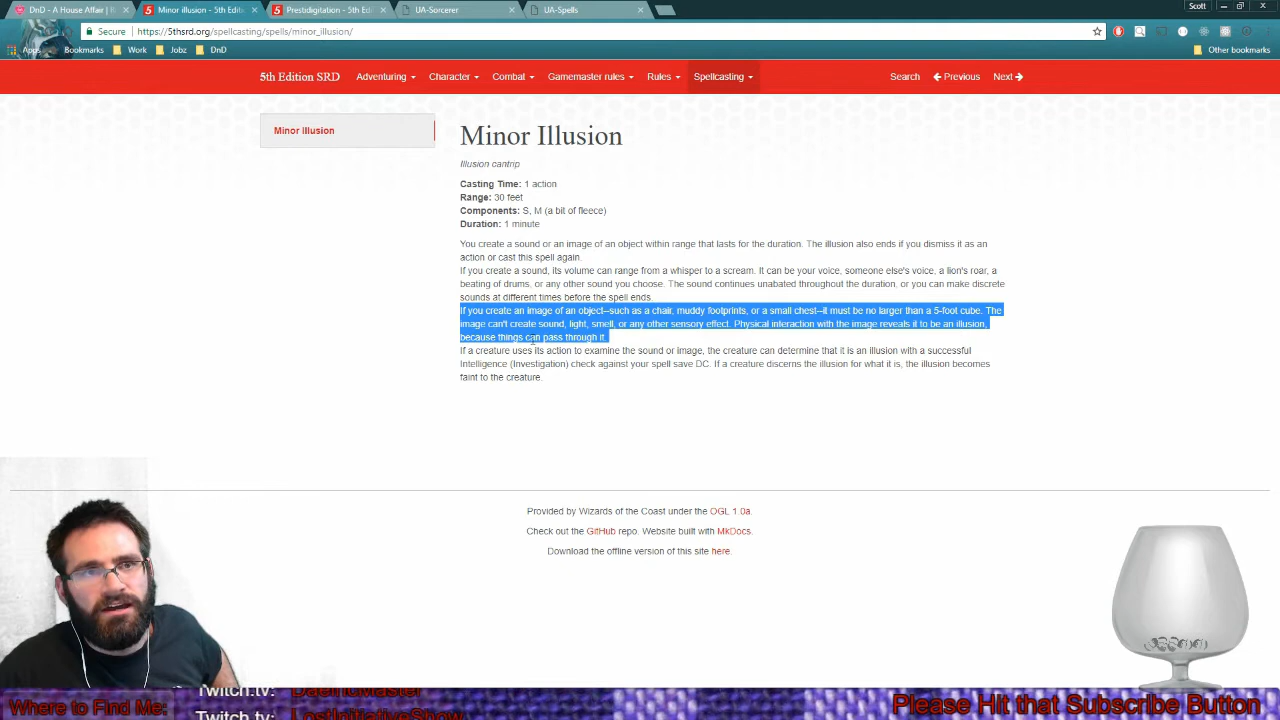 DnD - A House Affair | R
Minor illusion - 5th Editi
Prestidigitation - 5th Ed
UA-Sorcerer
UA-Spells
Scott
Secure
https://5thsrd.org/spellcasting/spells/minor_illusion/
Apps
Bookmarks
Work
Jobz
DnD
Other bookmarks
5th Edition SRD
Adventuring
Character
Combat
Gamemaster rules
Rules
Spellcasting
Search
Previous
Next
Minor Illusion
Minor Illusion
Illusion cantrip
Casting Time: 1 action
Range: 30 feet
Components: S, M (a bit of fleece)
Duration: 1 minute
You create a sound or an image of an object within range that lasts for the duration. The illusion also ends if you dismiss it as an
action or cast this spell again.
If you create a sound, its volume can range from a whisper to a scream. It can be your voice, someone else's voice, a lion's roar, a
beating of drums, or any other sound you choose. The sound continues unabated throughout the duration, or you can make discrete
sounds at different times before the spell ends.
If you create an image of an object--such as a chair, muddy footprints, or a small chest--it must be no larger than a 5-foot cube. The
image can't create sound, light, smell, or any other sensory effect. Physical interaction with the image reveals it to be an illusion,
because things can pass through it.
If a creature uses its action to examine the sound or image, the creature can determine that it is an illusion with a successful
Intelligence (Investigation) check against your spell save DC. If a creature discerns the illusion for what it is, the illusion becomes
faint to the creature.
Provided by Wizards of the Coast under the OGL 1.0a.
Check out the GitHub repo. Website built with MkDocs.
Download the offline version of this site here.
Where to Find Me:
Twitch.tv:
Twitch.tv: LostInitiativeShow
Please Hit that Subscribe Button